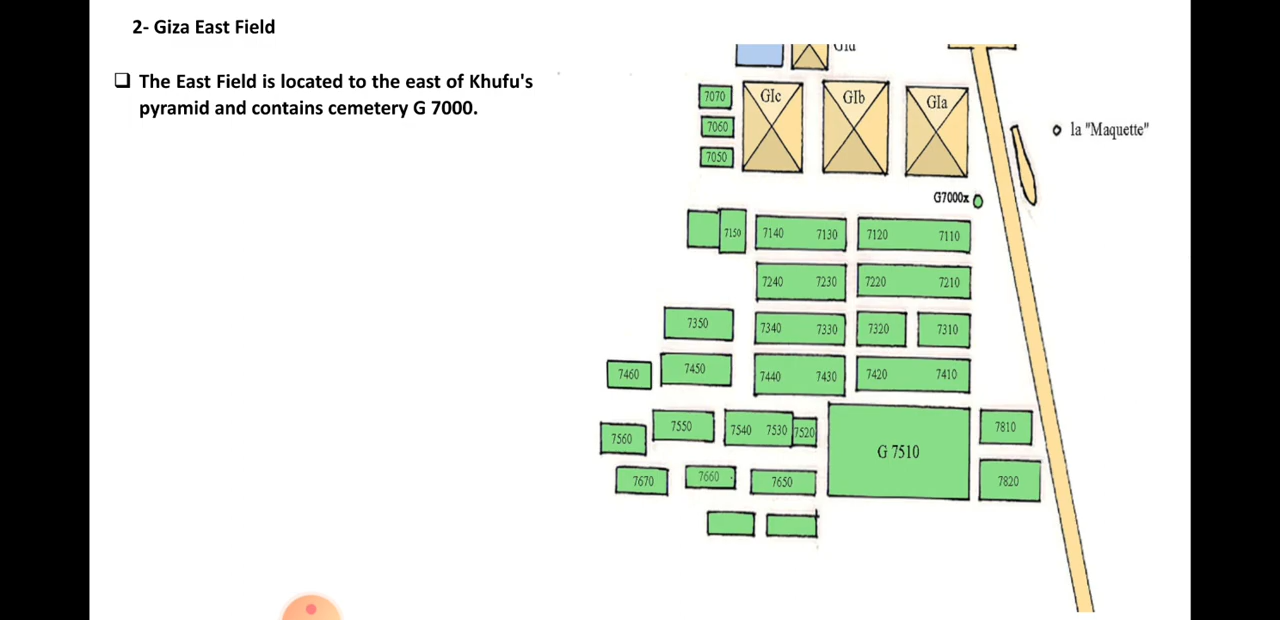 2- Giza East Field
❑ The East Field is located to the east of Khufu's
pyramid and contains cemetery G 7000.
7070
7060
7050
GIc
GIb
GIa
la "Maquette"
G7000x
7150
7140 7130
7120 7110
7240 7230
7220 7210
7350
7340 7330
7320
7310
7460
7450
7440 7430
7420 7410
7560
7550
7540 7530 7520
G 7510
7810
7670
7660
7650
7820